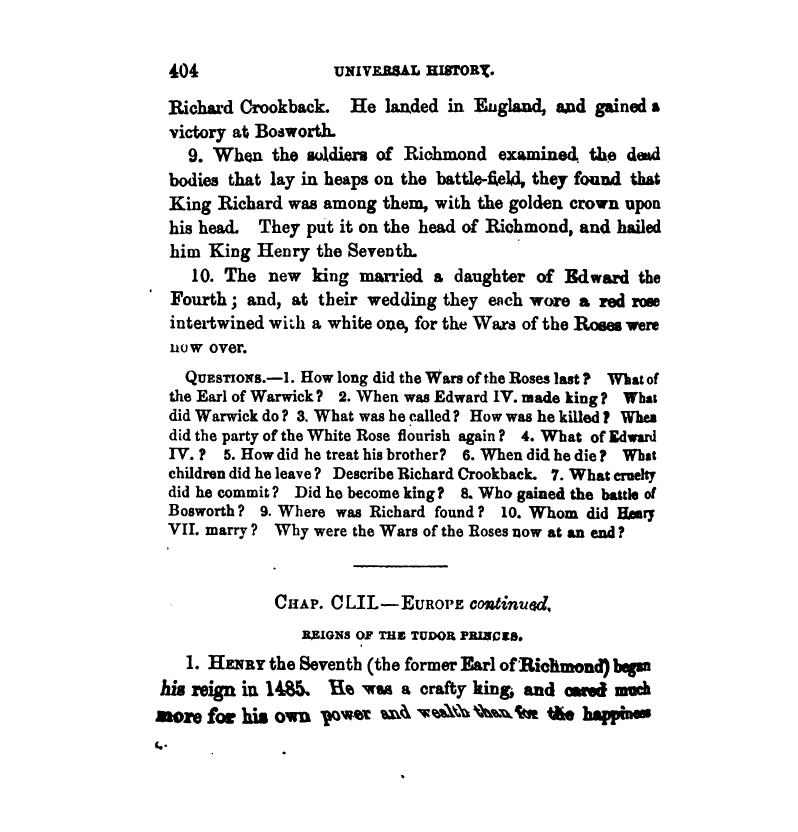 404 UNIVERSAL HISTORY.
Richard Crookback. He landed in England, and gained a
victory at Bosworth.
9. When the soldiers of Richmond examined the dead
bodies that lay in heaps on the battle-field, they found that
King Richard was among them, with the golden crown upon
his head. They put it on the head of Richmond, and hailed
him King Henry the Seventh.
10. The new king married a daughter of Edward the
Fourth; and, at their wedding they each wore a red rose
intertwined with a white one, for the Wars of the Roses were
now over.
QUESTIONS.—1. How long did the Wars of the Roses last? What of
the Earl of Warwick? 2. When was Edward IV. made king? What
did Warwick do? 3. What was he called? How was he killed? When
did the party of the White Rose flourish again? 4. What of Edward
IV.? 5. How did he treat his brother? 6. When did he die? What
children did he leave? Describe Richard Crookback. 7. What cruelty
did he commit? Did he become king? 8. Who gained the battle of
Bosworth? 9. Where was Richard found? 10. Whom did Henry
VII. marry? Why were the Wars of the Roses now at an end?
CHAP. CLII.—EUROPE continued.
REIGNS OF THE TUDOR PRINCES.
1. HENRY the Seventh (the former Earl of Richmond) began
his reign in 1485. He was a crafty king, and cared much
more for his own power and wealth than for the happiness